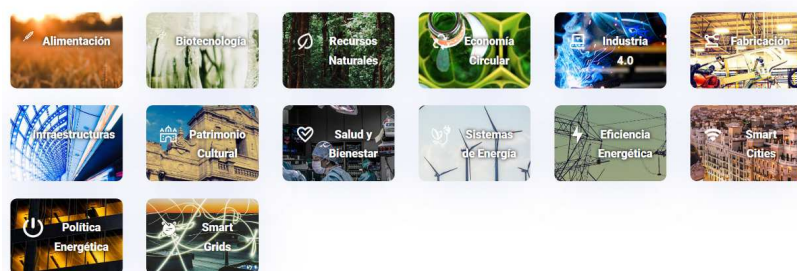 Alimentación
Biotecnología
Recursos
Naturales
Economía
Circular
Industria
4.0
Fabricación
Infraestructuras
Patrimonio
Cultural
Salud y
Bienestar
Sistemas
de Energía
Eficiencia
Energética
Smart
Cities
Política
Energética
Smart
Grids